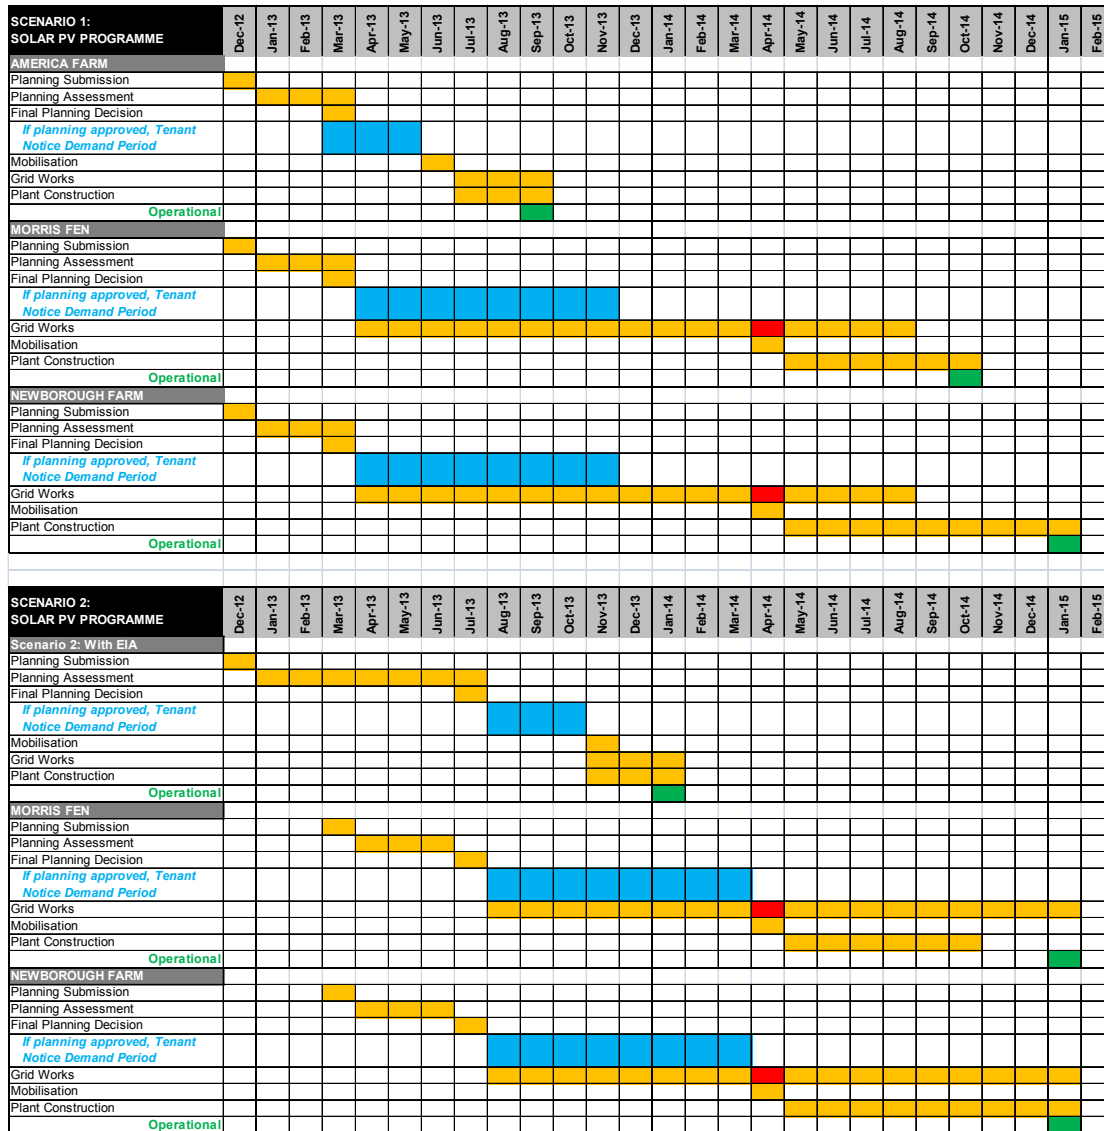 SCENARIO 1:
SOLAR PV PROGRAMME
Dec-12 Jan-13 Feb-13 Mar-13 Apr-13 May-13 Jun-13 Jul-13 Aug-13 Sep-13 Oct-13 Nov-13 Dec-13 Jan-14 Feb-14 Mar-14 Apr-14 May-14 Jun-14 Jul-14 Aug-14 Sep-14 Oct-14 Nov-14 Dec-14 Jan-15 Feb-15
AMERICA FARM
Planning Submission
Planning Assessment
Final Planning Decision
If planning approved, Tenant
Notice Demand Period
Mobilisation
Grid Works
Plant Construction
Operational
MORRIS FEN
Planning Submission
Planning Assessment
Final Planning Decision
If planning approved, Tenant
Notice Demand Period
Grid Works
Mobilisation
Plant Construction
Operational
NEWBOROUGH FARM
Planning Submission
Planning Assessment
Final Planning Decision
If planning approved, Tenant
Notice Demand Period
Grid Works
Mobilisation
Plant Construction
Operational
SCENARIO 2:
SOLAR PV PROGRAMME
Dec-12 Jan-13 Feb-13 Mar-13 Apr-13 May-13 Jun-13 Jul-13 Aug-13 Sep-13 Oct-13 Nov-13 Dec-13 Jan-14 Feb-14 Mar-14 Apr-14 May-14 Jun-14 Jul-14 Aug-14 Sep-14 Oct-14 Nov-14 Dec-14 Jan-15 Feb-15
Scenario 2: With EIA
Planning Submission
Planning Assessment
Final Planning Decision
If planning approved, Tenant
Notice Demand Period
Mobilisation
Grid Works
Plant Construction
Operational
MORRIS FEN
Planning Submission
Planning Assessment
Final Planning Decision
If planning approved, Tenant
Notice Demand Period
Grid Works
Mobilisation
Plant Construction
Operational
NEWBOROUGH FARM
Planning Submission
Planning Assessment
Final Planning Decision
If planning approved, Tenant
Notice Demand Period
Grid Works
Mobilisation
Plant Construction
Operational